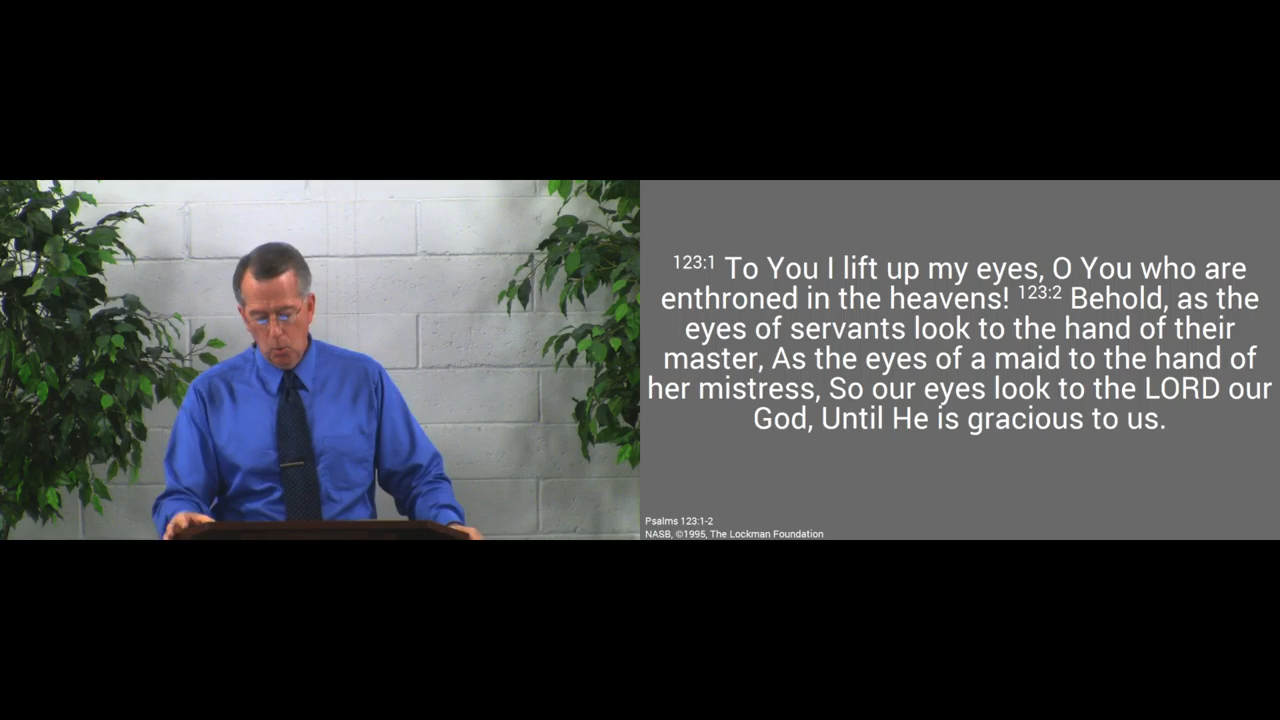 123:1 To You I lift up my eyes, O You who are
enthroned in the heavens! 123:2 Behold, as the
eyes of servants look to the hand of their
master, As the eyes of a maid to the hand of
her mistress, So our eyes look to the LORD our
God, Until He is gracious to us.
Psalms 123:1-2
NASB, ©1995, The Lockman Foundation